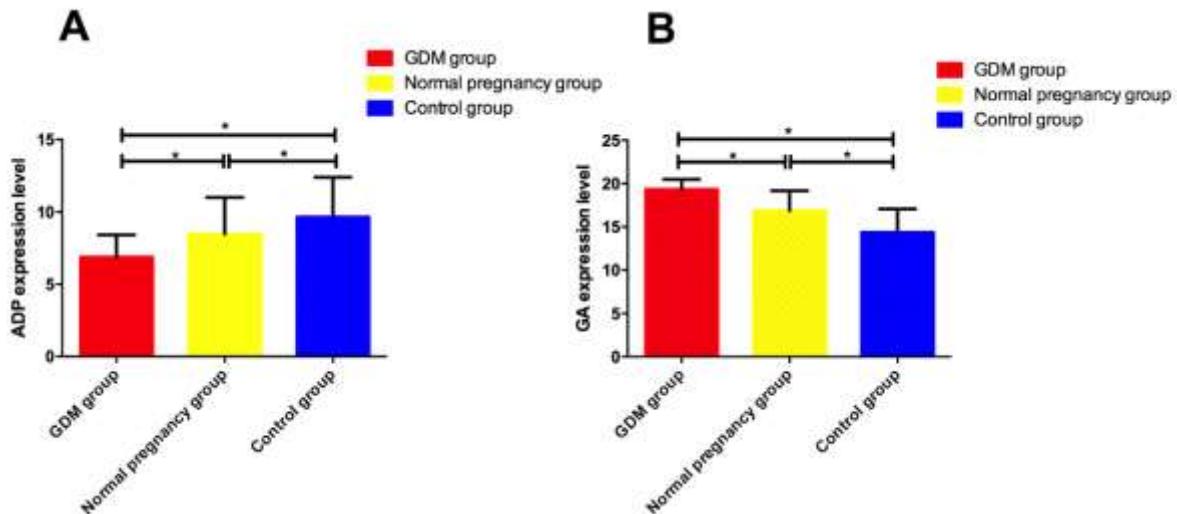 A
GDM group
Normal pregnancy group
Control group
*
* *
15
10
5
0
ADP expression level
GDM group
Normal pregnancy group
Control group
B
GDM group
Normal pregnancy group
Control group
*
* *
25
20
15
10
5
0
GA expression level
GDM group
Normal pregnancy group
Control group